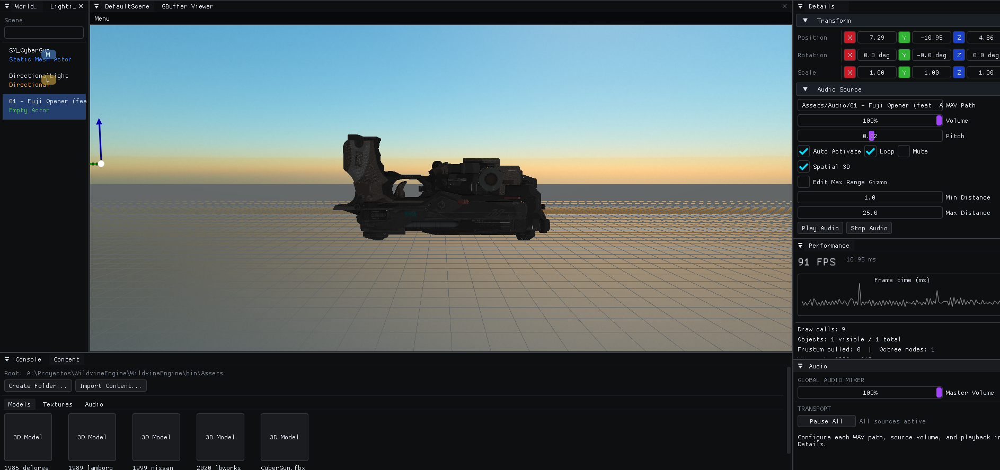 World…
Lighti…
DefaultScene
GBuffer Viewer
Details
Scene
Menu
SM_CyberGun
M
Static Mesh Actor
DirectionalLight
L
Directional
01 – Fuji Opener (fea
Empty Actor
Transform
Position X 7.29 Y -10.95 Z 4.86
Rotation X 0.0 deg Y -0.0 deg Z 0.0 deg
Scale X 1.00 Y 1.00 Z 1.00
Audio Source
Assets/Audio/01 – Fuji Opener (feat. A WAV Path
100% Volume
0.02 Pitch
Auto Activate Loop Mute
Spatial 3D
Edit Max Range Gizmo
1.0 Min Distance
25.0 Max Distance
Play Audio Stop Audio
Performance
91 FPS 10.95 ms
Frame time (ms)
Draw calls: 9
Objects: 1 visible / 1 total
Frustum culled: 0 | Octree nodes: 1
Console Content
Root: A:\Proyectos\WildvineEngine\WildvineEngine\bin\Assets
Create Folder... Import Content...
Models Textures Audio
3D Model 3D Model 3D Model 3D Model 3D Model
1985 delorea 1989 lamborg 1999 nissan 2020 lbworks CyberGun.fbx
Audio
GLOBAL AUDIO MIXER
100% Master Volume
TRANSPORT
Pause All All sources active
Configure each WAV path, source volume, and playback in
Details.